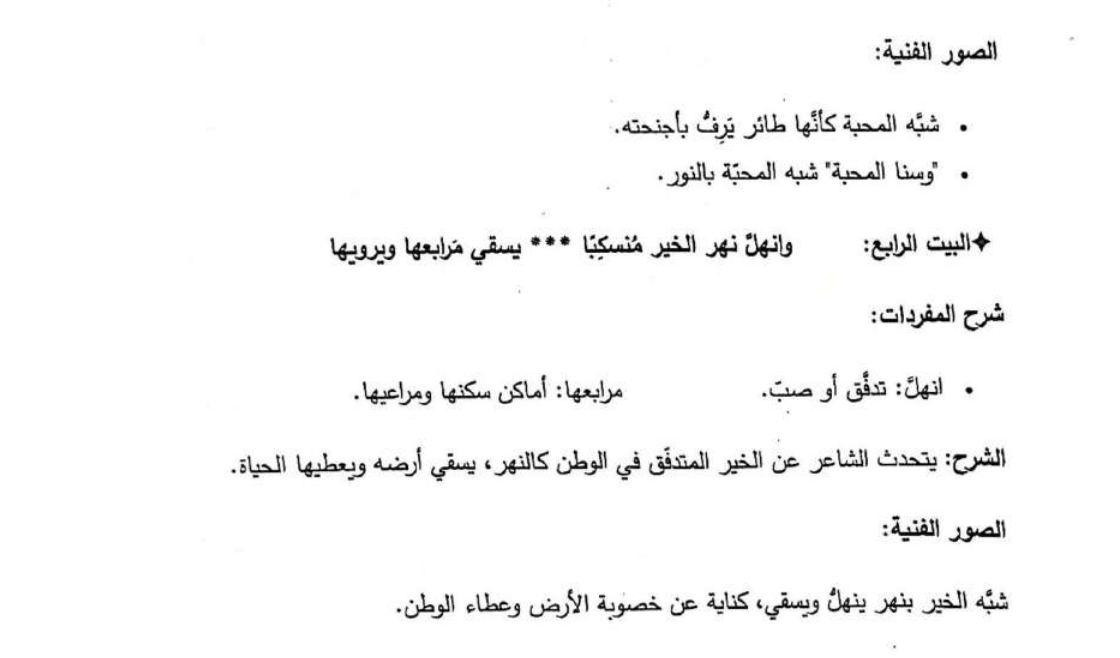 الصور الفنية:
• شبَّه المحبة كأنَّها طائر يَرِفُّ بأجنحته.
• "وسنا المحبة" شبه المحبّة بالنور.
✦البيت الرابع: وانهلَّ نهر الخير مُنسكِبًا *** يسقي مَرابعها ويرويها
شرح المفردات:
• انهلَّ: تدفَّق أو صبّ. مرابعها: أماكن سكنها ومراعيها.
الشرح: يتحدث الشاعر عن الخير المتدفّق في الوطن كالنهر، يسقي أرضه ويعطيها الحياة.
الصور الفنية:
شبَّه الخير بنهر ينهلُّ ويسقي، كناية عن خصوبة الأرض وعطاء الوطن.